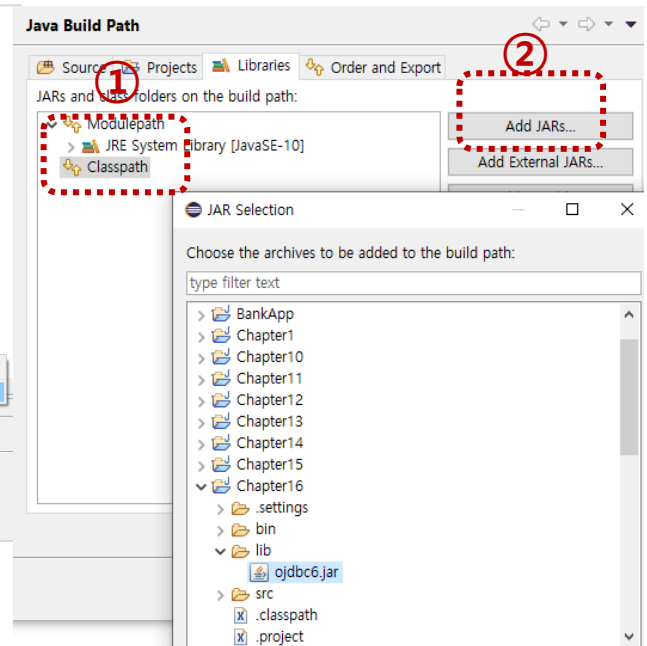 Java Build Path
Source
Projects
Libraries
Order and Export
①
②
JARs and class folders on the build path:
Modulepath
JRE System Library [JavaSE-10]
Classpath
Add JARs...
Add External JARs...
JAR Selection
Choose the archives to be added to the build path:
type filter text
BankApp
Chapter1
Chapter10
Chapter11
Chapter12
Chapter13
Chapter14
Chapter15
Chapter16
.settings
bin
lib
ojdbc6.jar
src
.classpath
.project